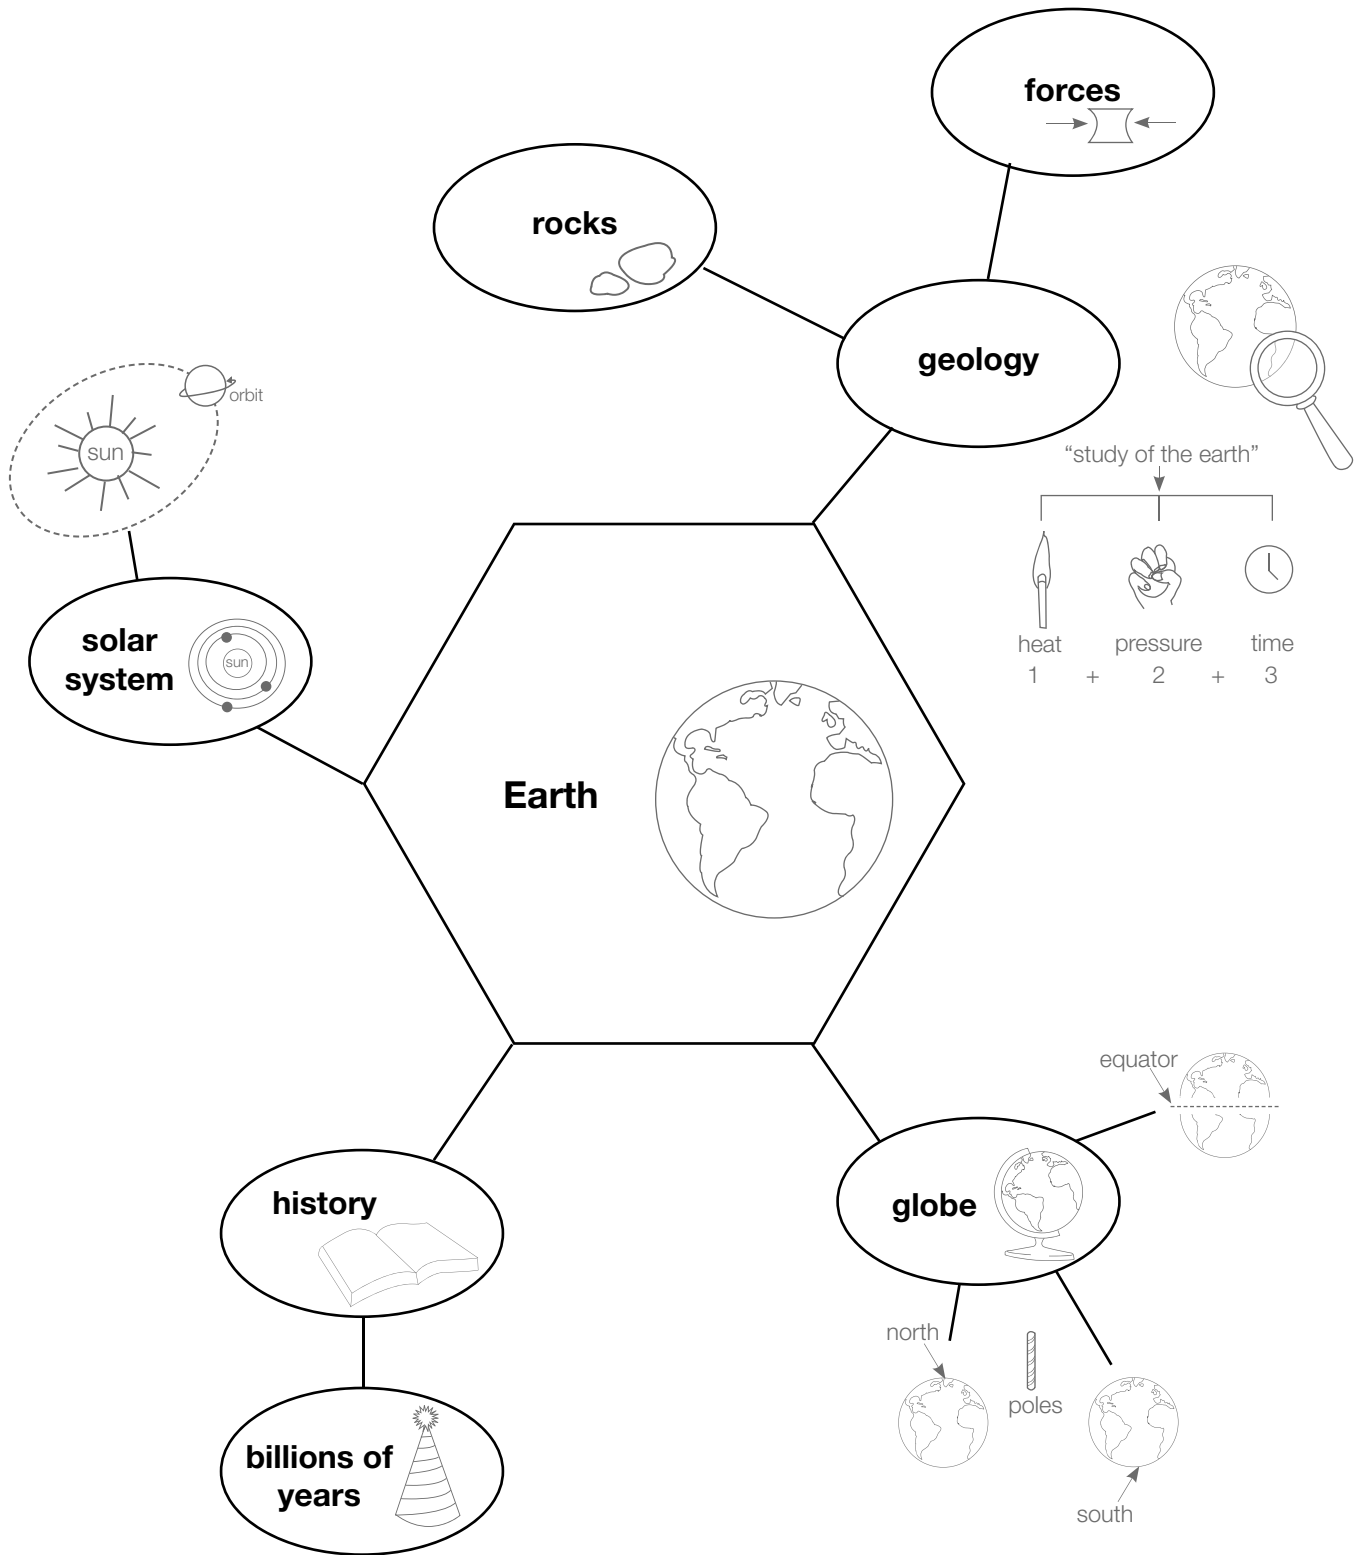 forces
rocks
geology
orbit
sun
“study of the earth”
heat
pressure
time
1 + 2 + 3
solar
system
sun
Earth
equator
history
globe
north
poles
billions of
years
south